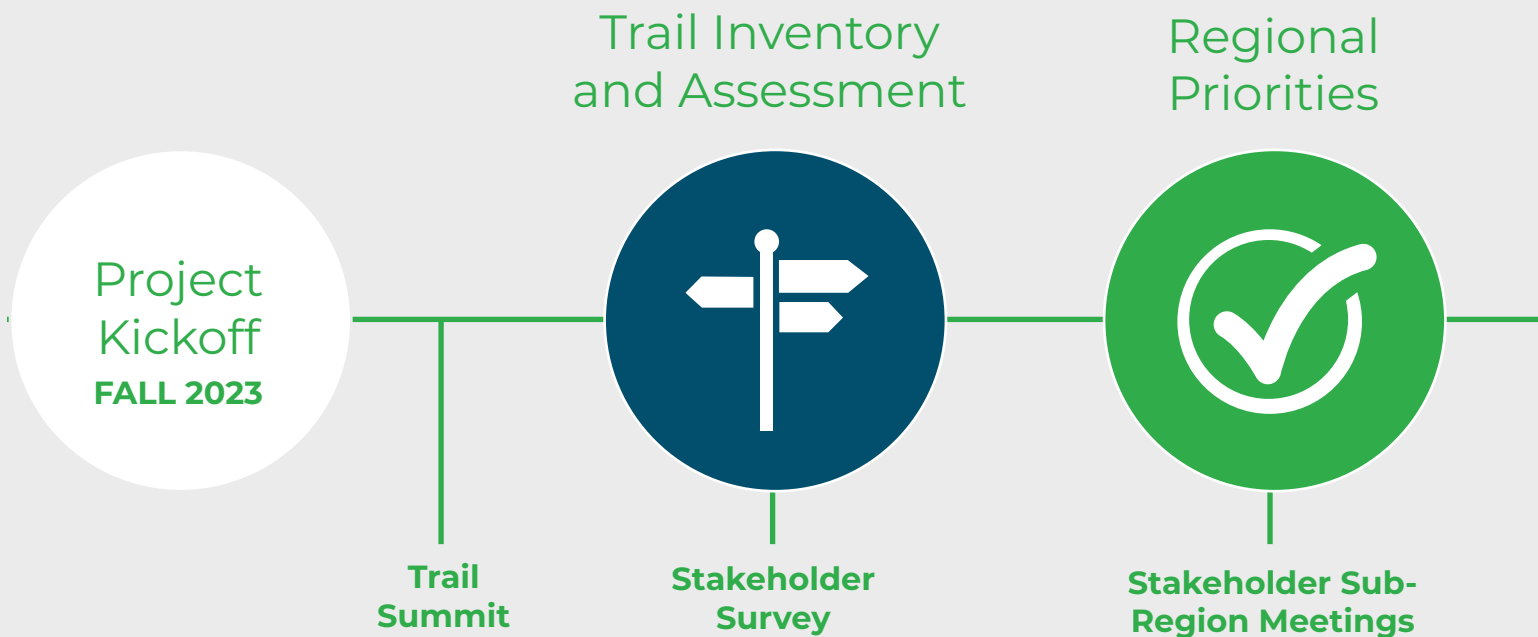 Project
Kickoff
FALL 2023
Trail
Summit
Trail Inventory
and Assessment
Stakeholder
Survey
Regional
Priorities
Stakeholder Sub-
Region Meetings